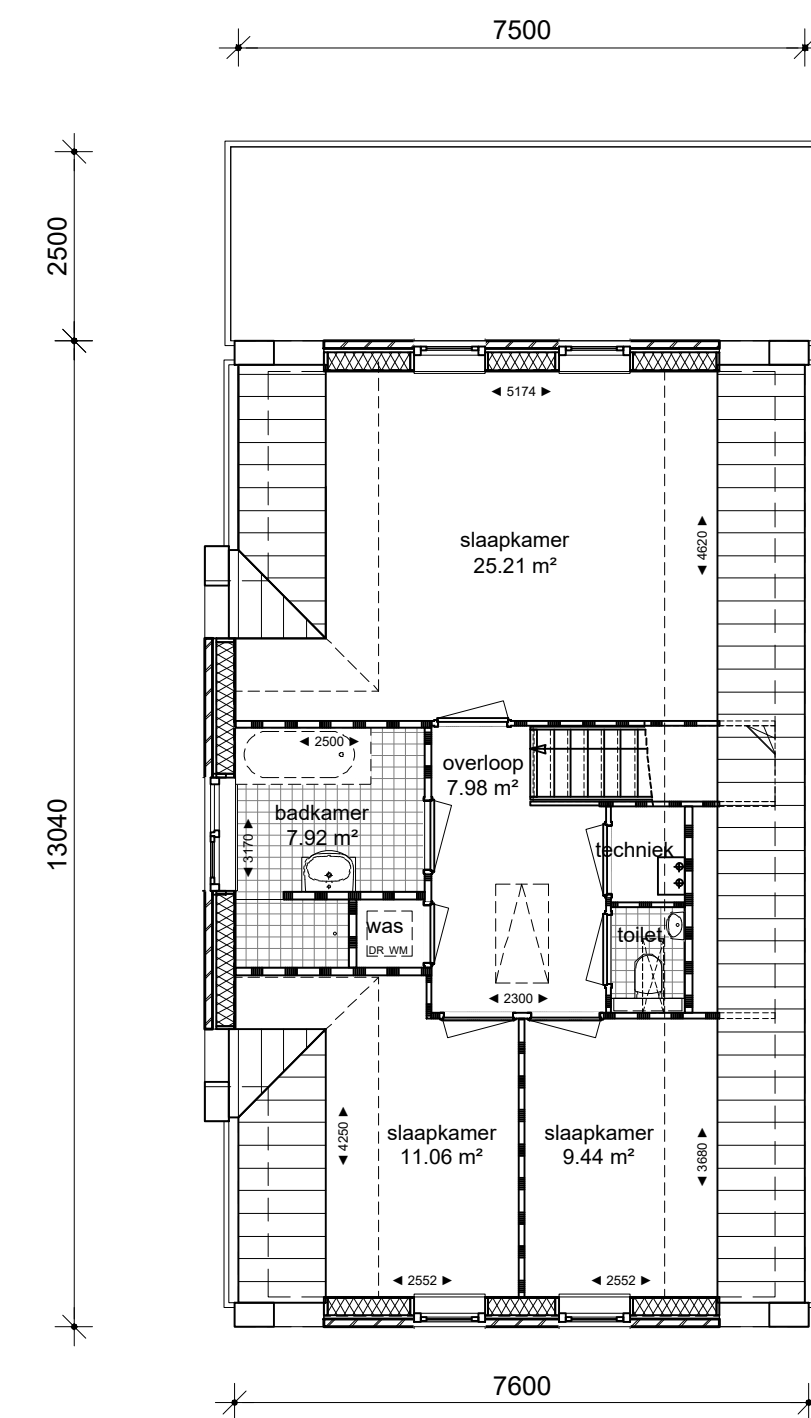 7500
2500
5174
slaapkamer
25.21 m²
4620
2500
overloop
7.98 m²
13040
badkamer
7.92 m²
3170
techniek
was
DR WM
toilet
2300
4250
slaapkamer
11.06 m²
slaapkamer
9.44 m²
3680
2552
2552
7600